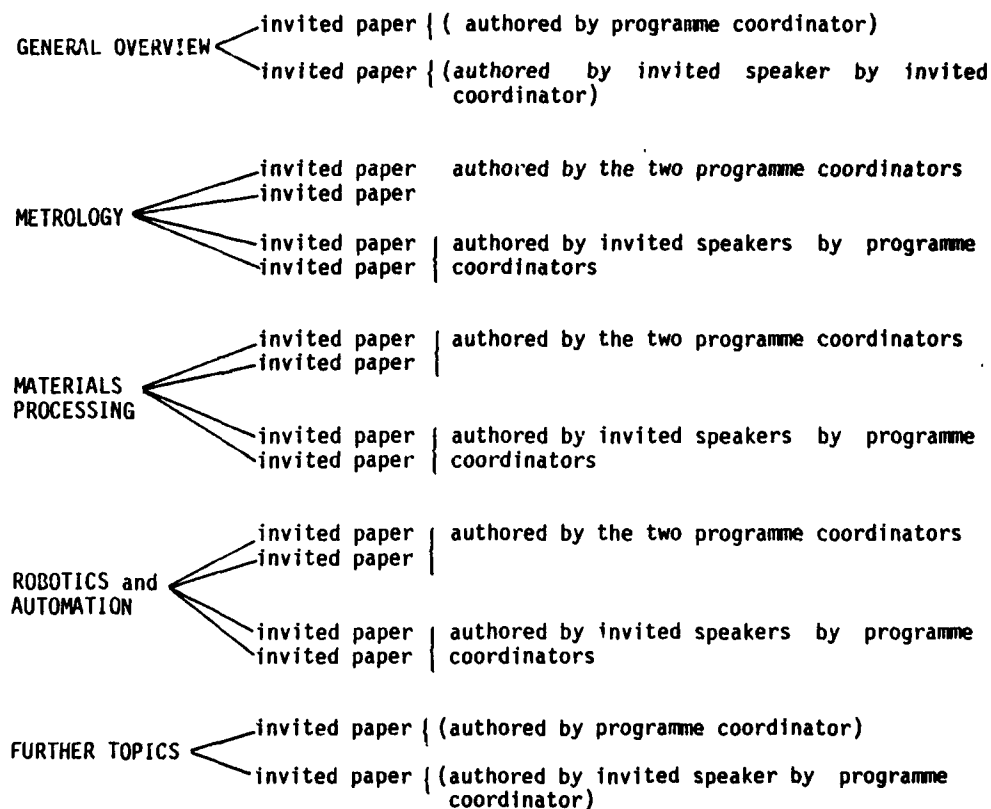 invited paper { ( authored by programme coordinator)
GENERAL OVERVIEW
invited paper { (authored by invited speaker by invited
coordinator)
invited paper authored by the two programme coordinators
invited paper
METROLOGY
invited paper authored by invited speakers by programme
invited paper coordinators
invited paper authored by the two programme coordinators
invited paper
MATERIALS
PROCESSING
invited paper authored by invited speakers by programme
invited paper coordinators
invited paper authored by the two programme coordinators
invited paper
ROBOTICS and
AUTOMATION
invited paper authored by invited speakers by programme
invited paper coordinators
invited paper { (authored by programme coordinator)
FURTHER TOPICS
invited paper { (authored by invited speaker by programme
coordinator)